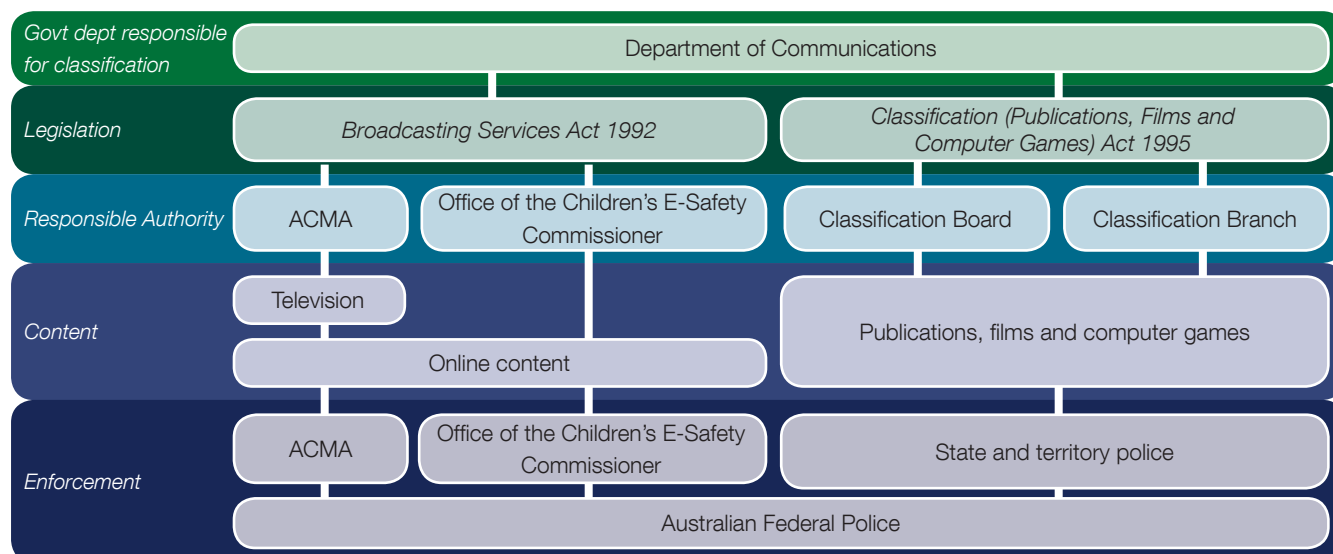 Govt dept responsible
for classification
Department of Communications
Legislation
Broadcasting Services Act 1992
Classification (Publications, Films and
Computer Games) Act 1995
Responsible Authority
ACMA
Office of the Children's E-Safety
Commissioner
Classification Board
Classification Branch
Content
Television
Online content
Publications, films and computer games
Enforcement
ACMA
Office of the Children's E-Safety
Commissioner
State and territory police
Australian Federal Police